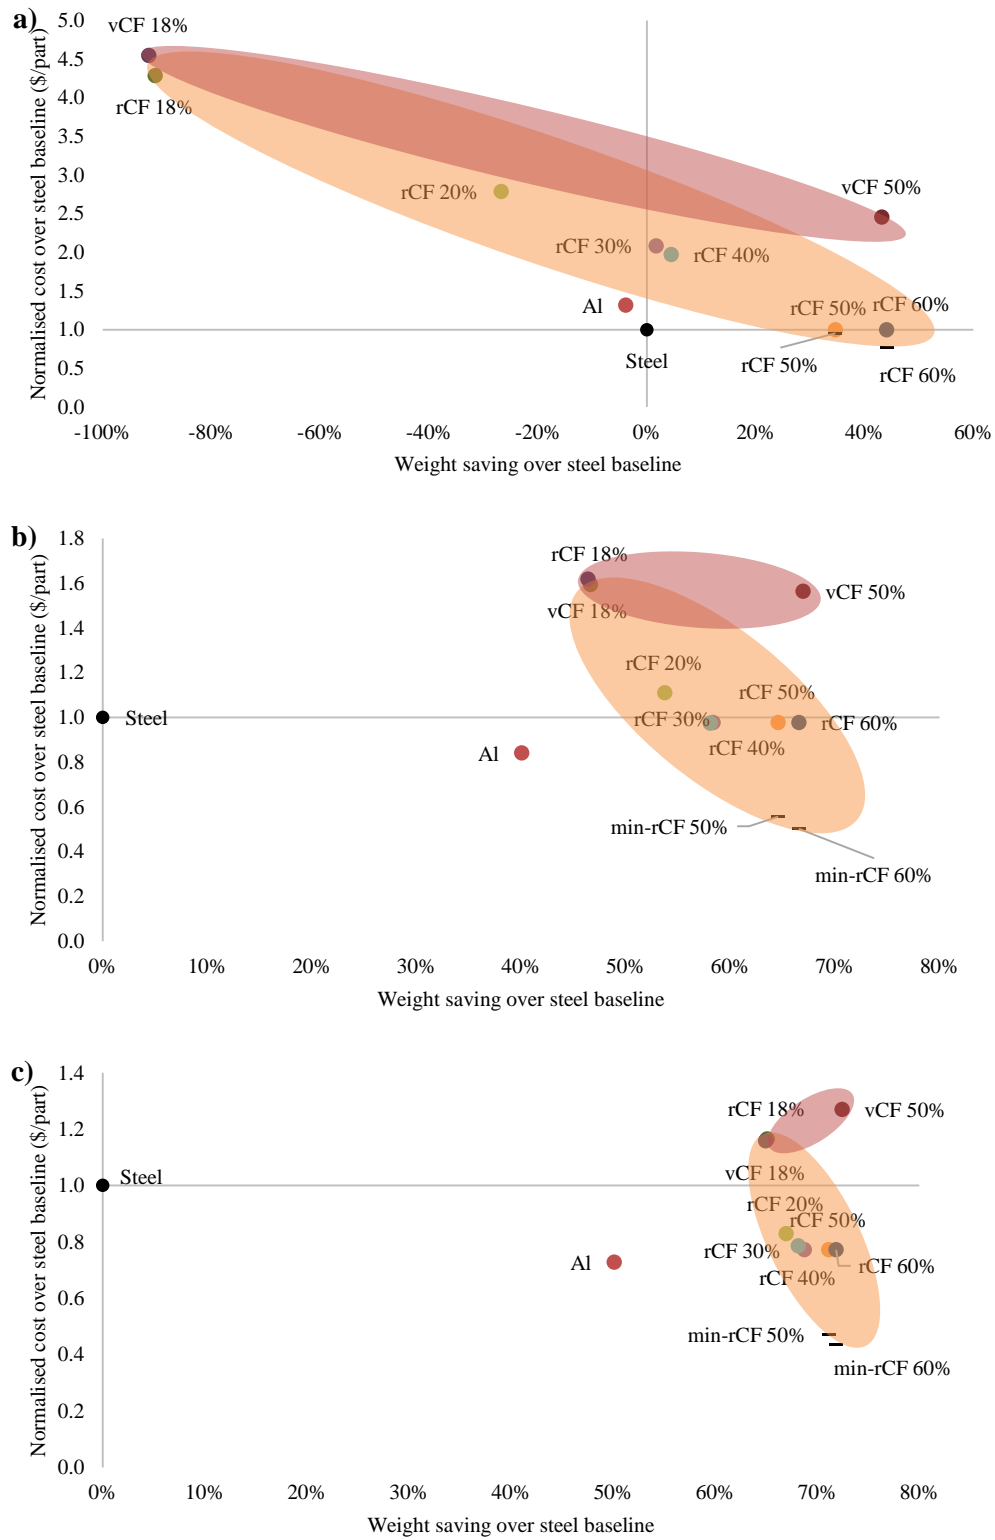 a)
Normalised cost over steel baseline ($/part)
5.0
4.5
4.0
3.5
3.0
2.5
2.0
1.5
1.0
0.5
0.0
vCF 18%
rCF 18%
rCF 20%
vCF 50%
rCF 30%
rCF 40%
Al
rCF 50%
rCF 60%
Steel
rCF 50%
rCF 60%
-100%
-80%
-60%
-40%
-20%
0%
20%
40%
60%
Weight saving over steel baseline
b)
Normalised cost over steel baseline ($/part)
1.8
1.6
1.4
1.2
1.0
0.8
0.6
0.4
0.2
0.0
rCF 18%
vCF 50%
vCF 18%
rCF 20%
rCF 50%
Steel
rCF 30%
rCF 60%
rCF 40%
Al
min-rCF 50%
min-rCF 60%
0%
10%
20%
30%
40%
50%
60%
70%
80%
Weight saving over steel baseline
c)
Normalised cost over steel baseline ($/part)
1.4
1.2
1.0
0.8
0.6
0.4
0.2
0.0
rCF 18%
vCF 50%
Steel
vCF 18%
rCF 20%
rCF 50%
rCF 30%
Al
rCF 60%
rCF 40%
min-rCF 50%
min-rCF 60%
0%
10%
20%
30%
40%
50%
60%
70%
80%
Weight saving over steel baseline